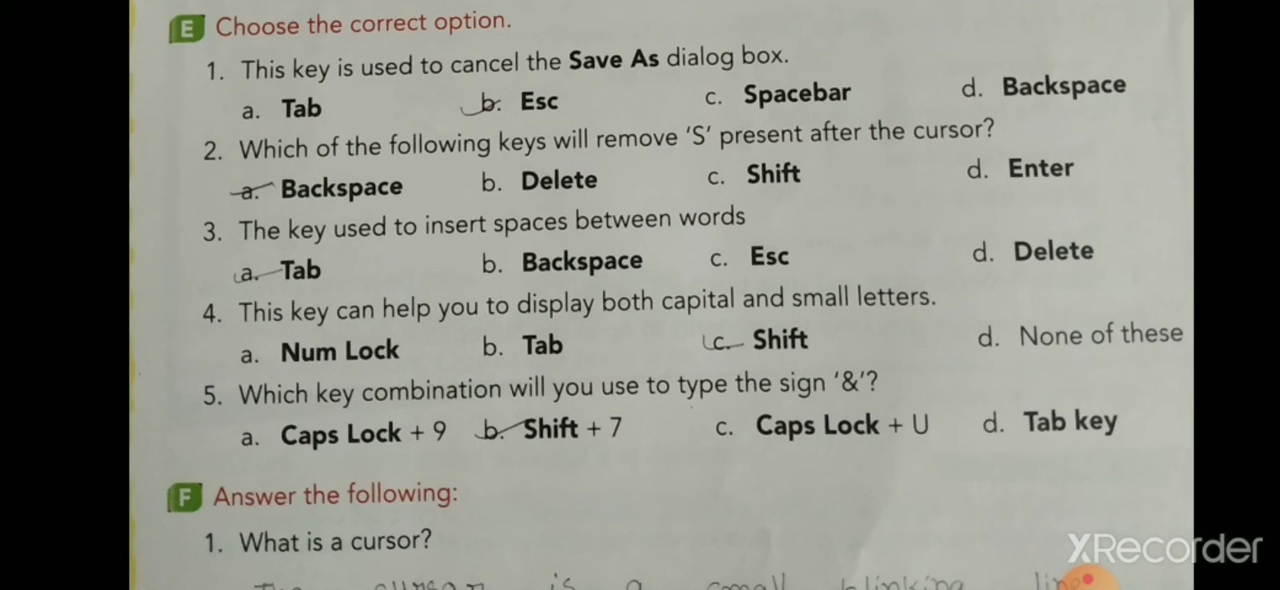 E Choose the correct option.
1. This key is used to cancel the Save As dialog box.
a. Tab b. Esc c. Spacebar d. Backspace
2. Which of the following keys will remove 'S' present after the cursor?
a. Backspace b. Delete c. Shift d. Enter
3. The key used to insert spaces between words
a. Tab b. Backspace c. Esc d. Delete
4. This key can help you to display both capital and small letters.
a. Num Lock b. Tab c. Shift d. None of these
5. Which key combination will you use to type the sign '&'?
a. Caps Lock + 9 b. Shift + 7 c. Caps Lock + U d. Tab key
F Answer the following:
1. What is a cursor?
XRecorder
is a small blinking line